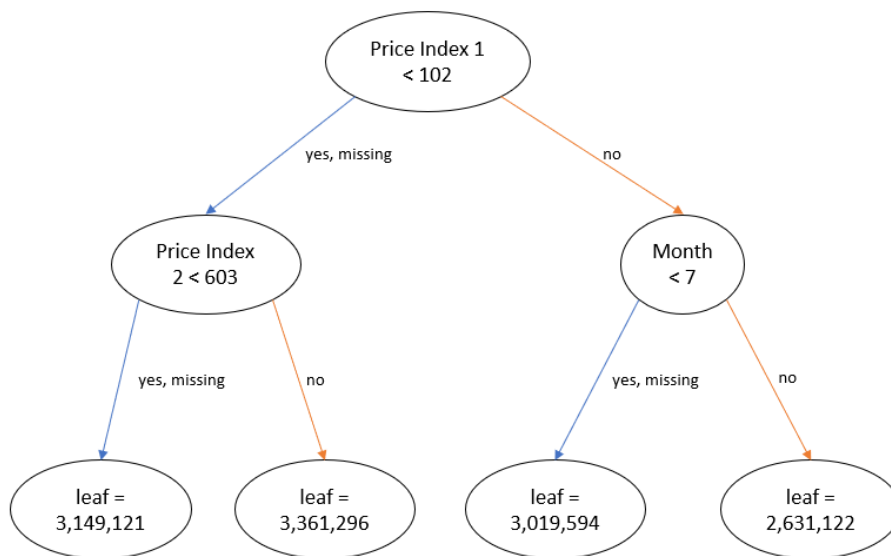 Price Index 1
< 102
yes, missing
no
Price Index
2 < 603
Month
< 7
yes, missing
no
yes, missing
no
leaf =
3,149,121
leaf =
3,361,296
leaf =
3,019,594
leaf =
2,631,122